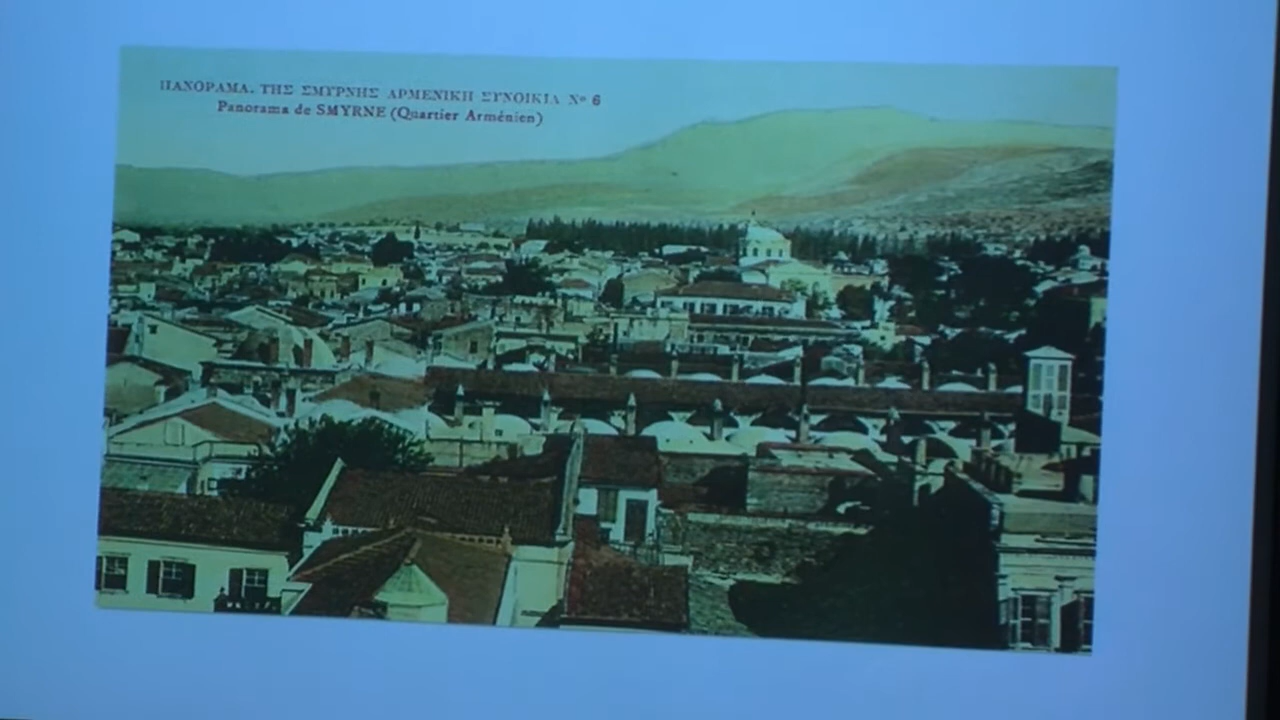 ΠΑΝΟΡΑΜΑ. ΤΗΣ ΣΜΥΡΝΗΣ ΑΡΜΕΝΙΚΗ ΣΥΝΟΙΚΙΑ Nº 6
Panorama de SMYRNE (Quartier Arménien)